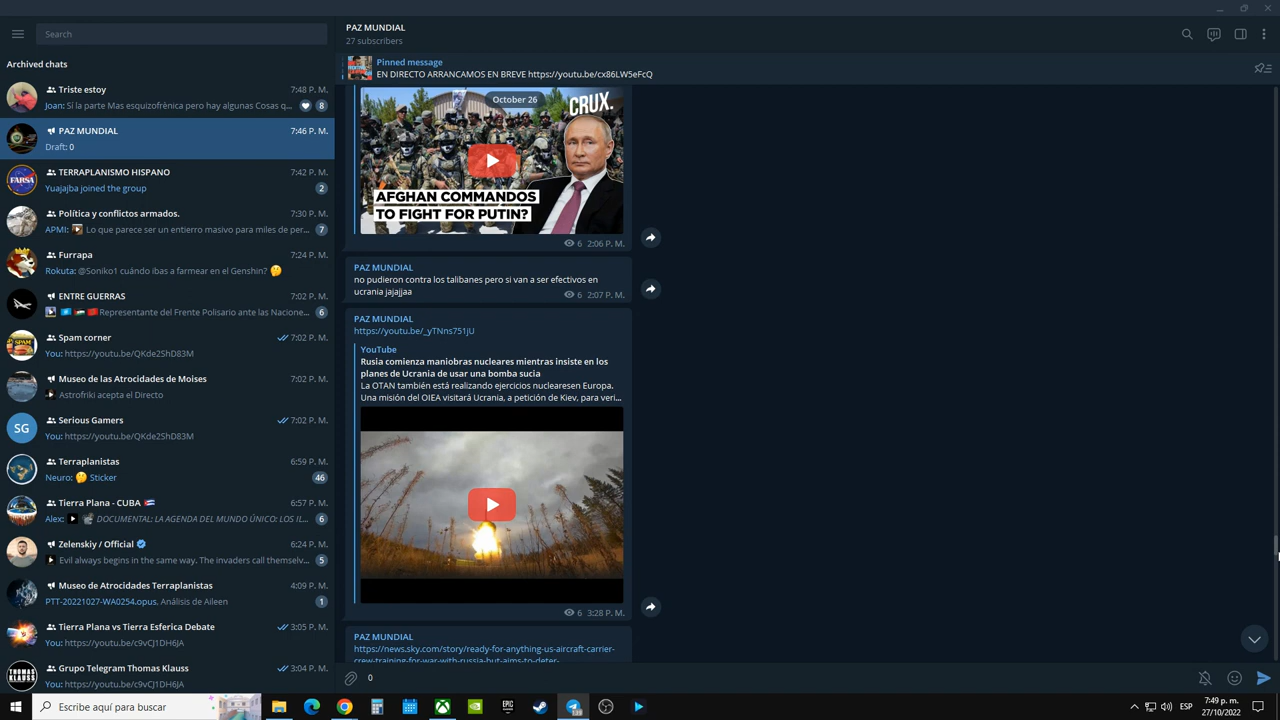 Search
Archived chats
Triste estoy
7:48 P. M.
Joan: Sí la parte Mas esquizofrènica pero hay algunas Cosas q...
8
PAZ MUNDIAL
7:46 P. M.
Draft: 0
TERRAPLANISMO HISPANO
7:42 P. M.
Yuajajba joined the group
2
Política y conflictos armados.
7:30 P. M.
APMI: Lo que parece ser un entierro masivo para miles de per...
7
Furrapa
7:24 P. M.
Rokuta: @Soniko1 cuándo ibas a farmear en el Genshin? 🤔
ENTRE GUERRAS
7:02 P. M.
Representante del Frente Polisario ante las Nacione...
6
Spam corner
7:02 P. M.
You: https://youtu.be/QKde2ShD83M
Museo de las Atrocidades de Moises
7:02 P. M.
Astrofriki acepta el Directo
SG
Serious Gamers
7:02 P. M.
You: https://youtu.be/QKde2ShD83M
Terraplanistas
6:59 P. M.
Neuro: 🤔 Sticker
46
Tierra Plana - CUBA 🇨🇺
6:57 P. M.
Alex: DOCUMENTAL: LA AGENDA DEL MUNDO ÚNICO: LOS IL...
6
Zelenskiy / Official
6:24 P. M.
Evil always begins in the same way. The invaders call themselv...
5
Museo de Atrocidades Terraplanistas
4:09 P. M.
PTT-20221027-WA0254.opus. Análisis de Aileen
1
Tierra Plana vs Tierra Esferica Debate
3:05 P. M.
You: https://youtu.be/c9vCJ1DH6JA
Grupo Telegram Thomas Klauss
3:04 P. M.
You: https://youtu.be/c9vCJ1DH6JA
FARSA
SPAM
THOMAS
KLAUSS
PAZ MUNDIAL
27 subscribers
Pinned message
EN DIRECTO ARRANCAMOS EN BREVE https://youtu.be/cx86LW5eFcQ
October 26
CRUX.
AFGHAN COMMANDOS
TO FIGHT FOR PUTIN?
6 2:06 P. M.
PAZ MUNDIAL
no pudieron contra los talibanes pero si van a ser efectivos en
ucrania jajajjaa
6 2:07 P. M.
PAZ MUNDIAL
https://youtu.be/_yTNns751jU
YouTube
Rusia comienza maniobras nucleares mientras insiste en los
planes de Ucrania de usar una bomba sucia
La OTAN también está realizando ejercicios nuclearesen Europa.
Una misión del OIEA visitará Ucrania, a petición de Kiev, para veri...
6 3:28 P. M.
PAZ MUNDIAL
https://news.sky.com/story/ready-for-anything-us-aircraft-carrier-
crew-training-for-war-with-russia-but-aims-to-deter-
0
Escribe aquí para buscar
EPIC
ESP
7:49 p. m.
27/10/2022